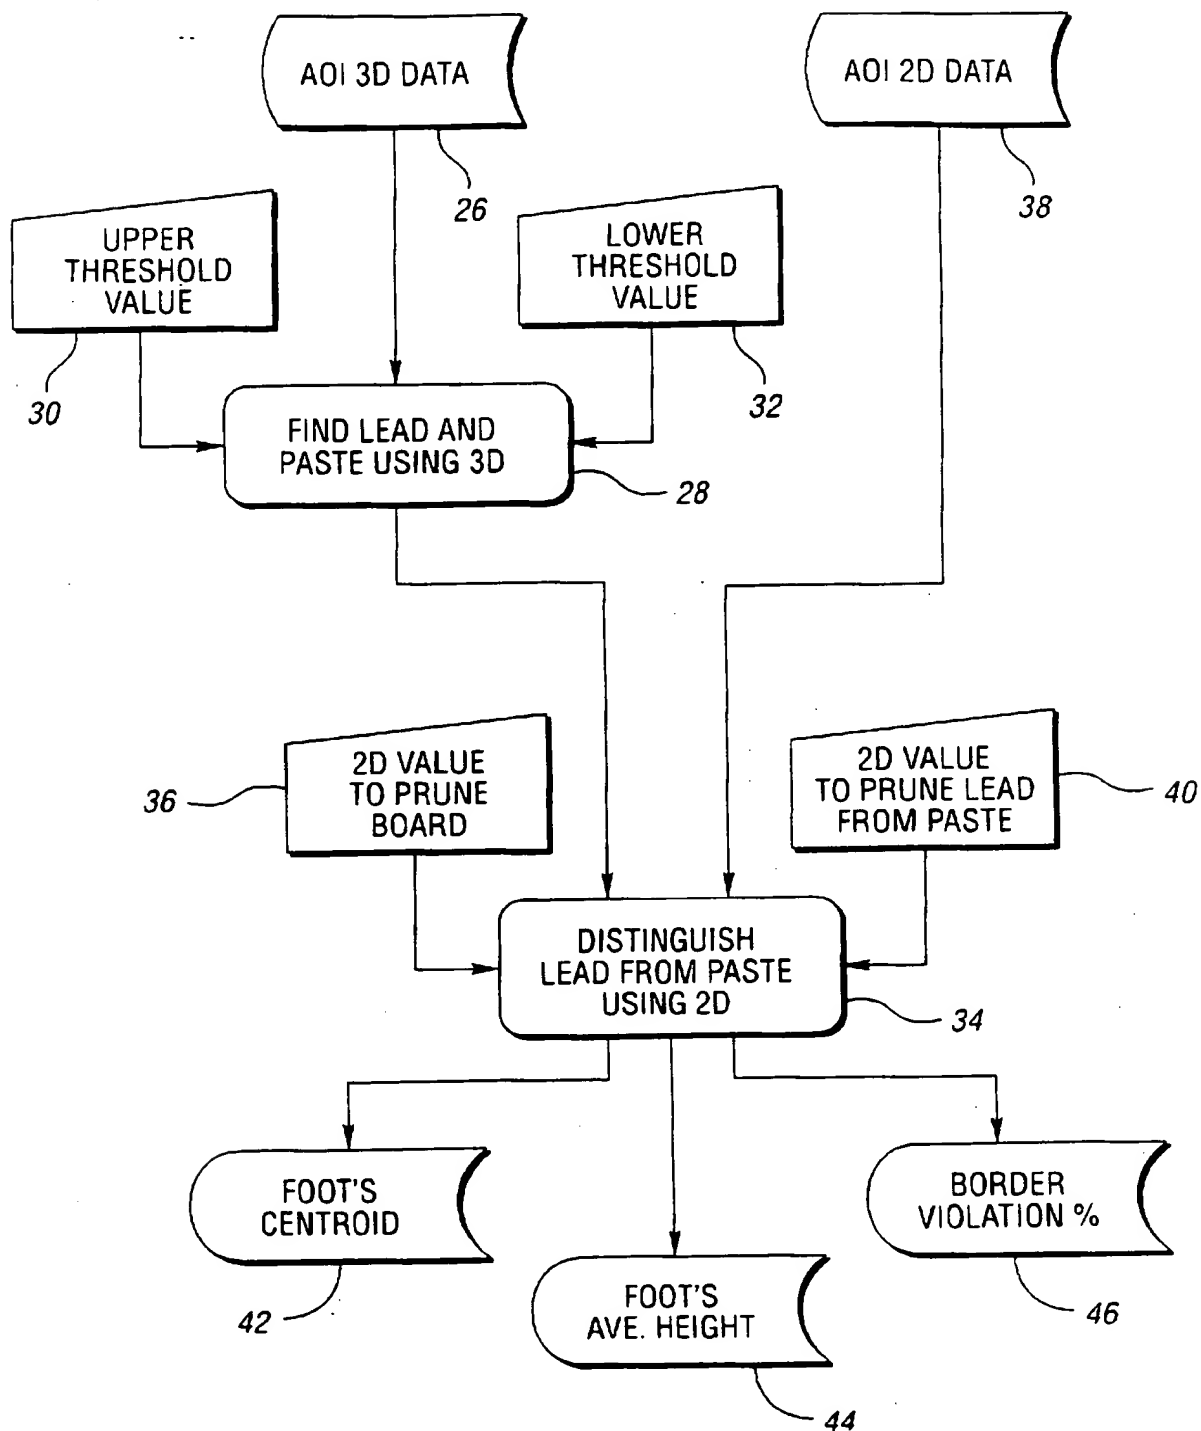 AOI 3D DATA
AOI 2D DATA
26
38
UPPER
THRESHOLD
VALUE
LOWER
THRESHOLD
VALUE
30
32
FIND LEAD AND
PASTE USING 3D
28
2D VALUE
TO PRUNE
BOARD
36
2D VALUE
TO PRUNE LEAD
FROM PASTE
40
DISTINGUISH
LEAD FROM PASTE
USING 2D
34
FOOT'S
CENTROID
BORDER
VIOLATION %
42
FOOT'S
AVE. HEIGHT
46
44